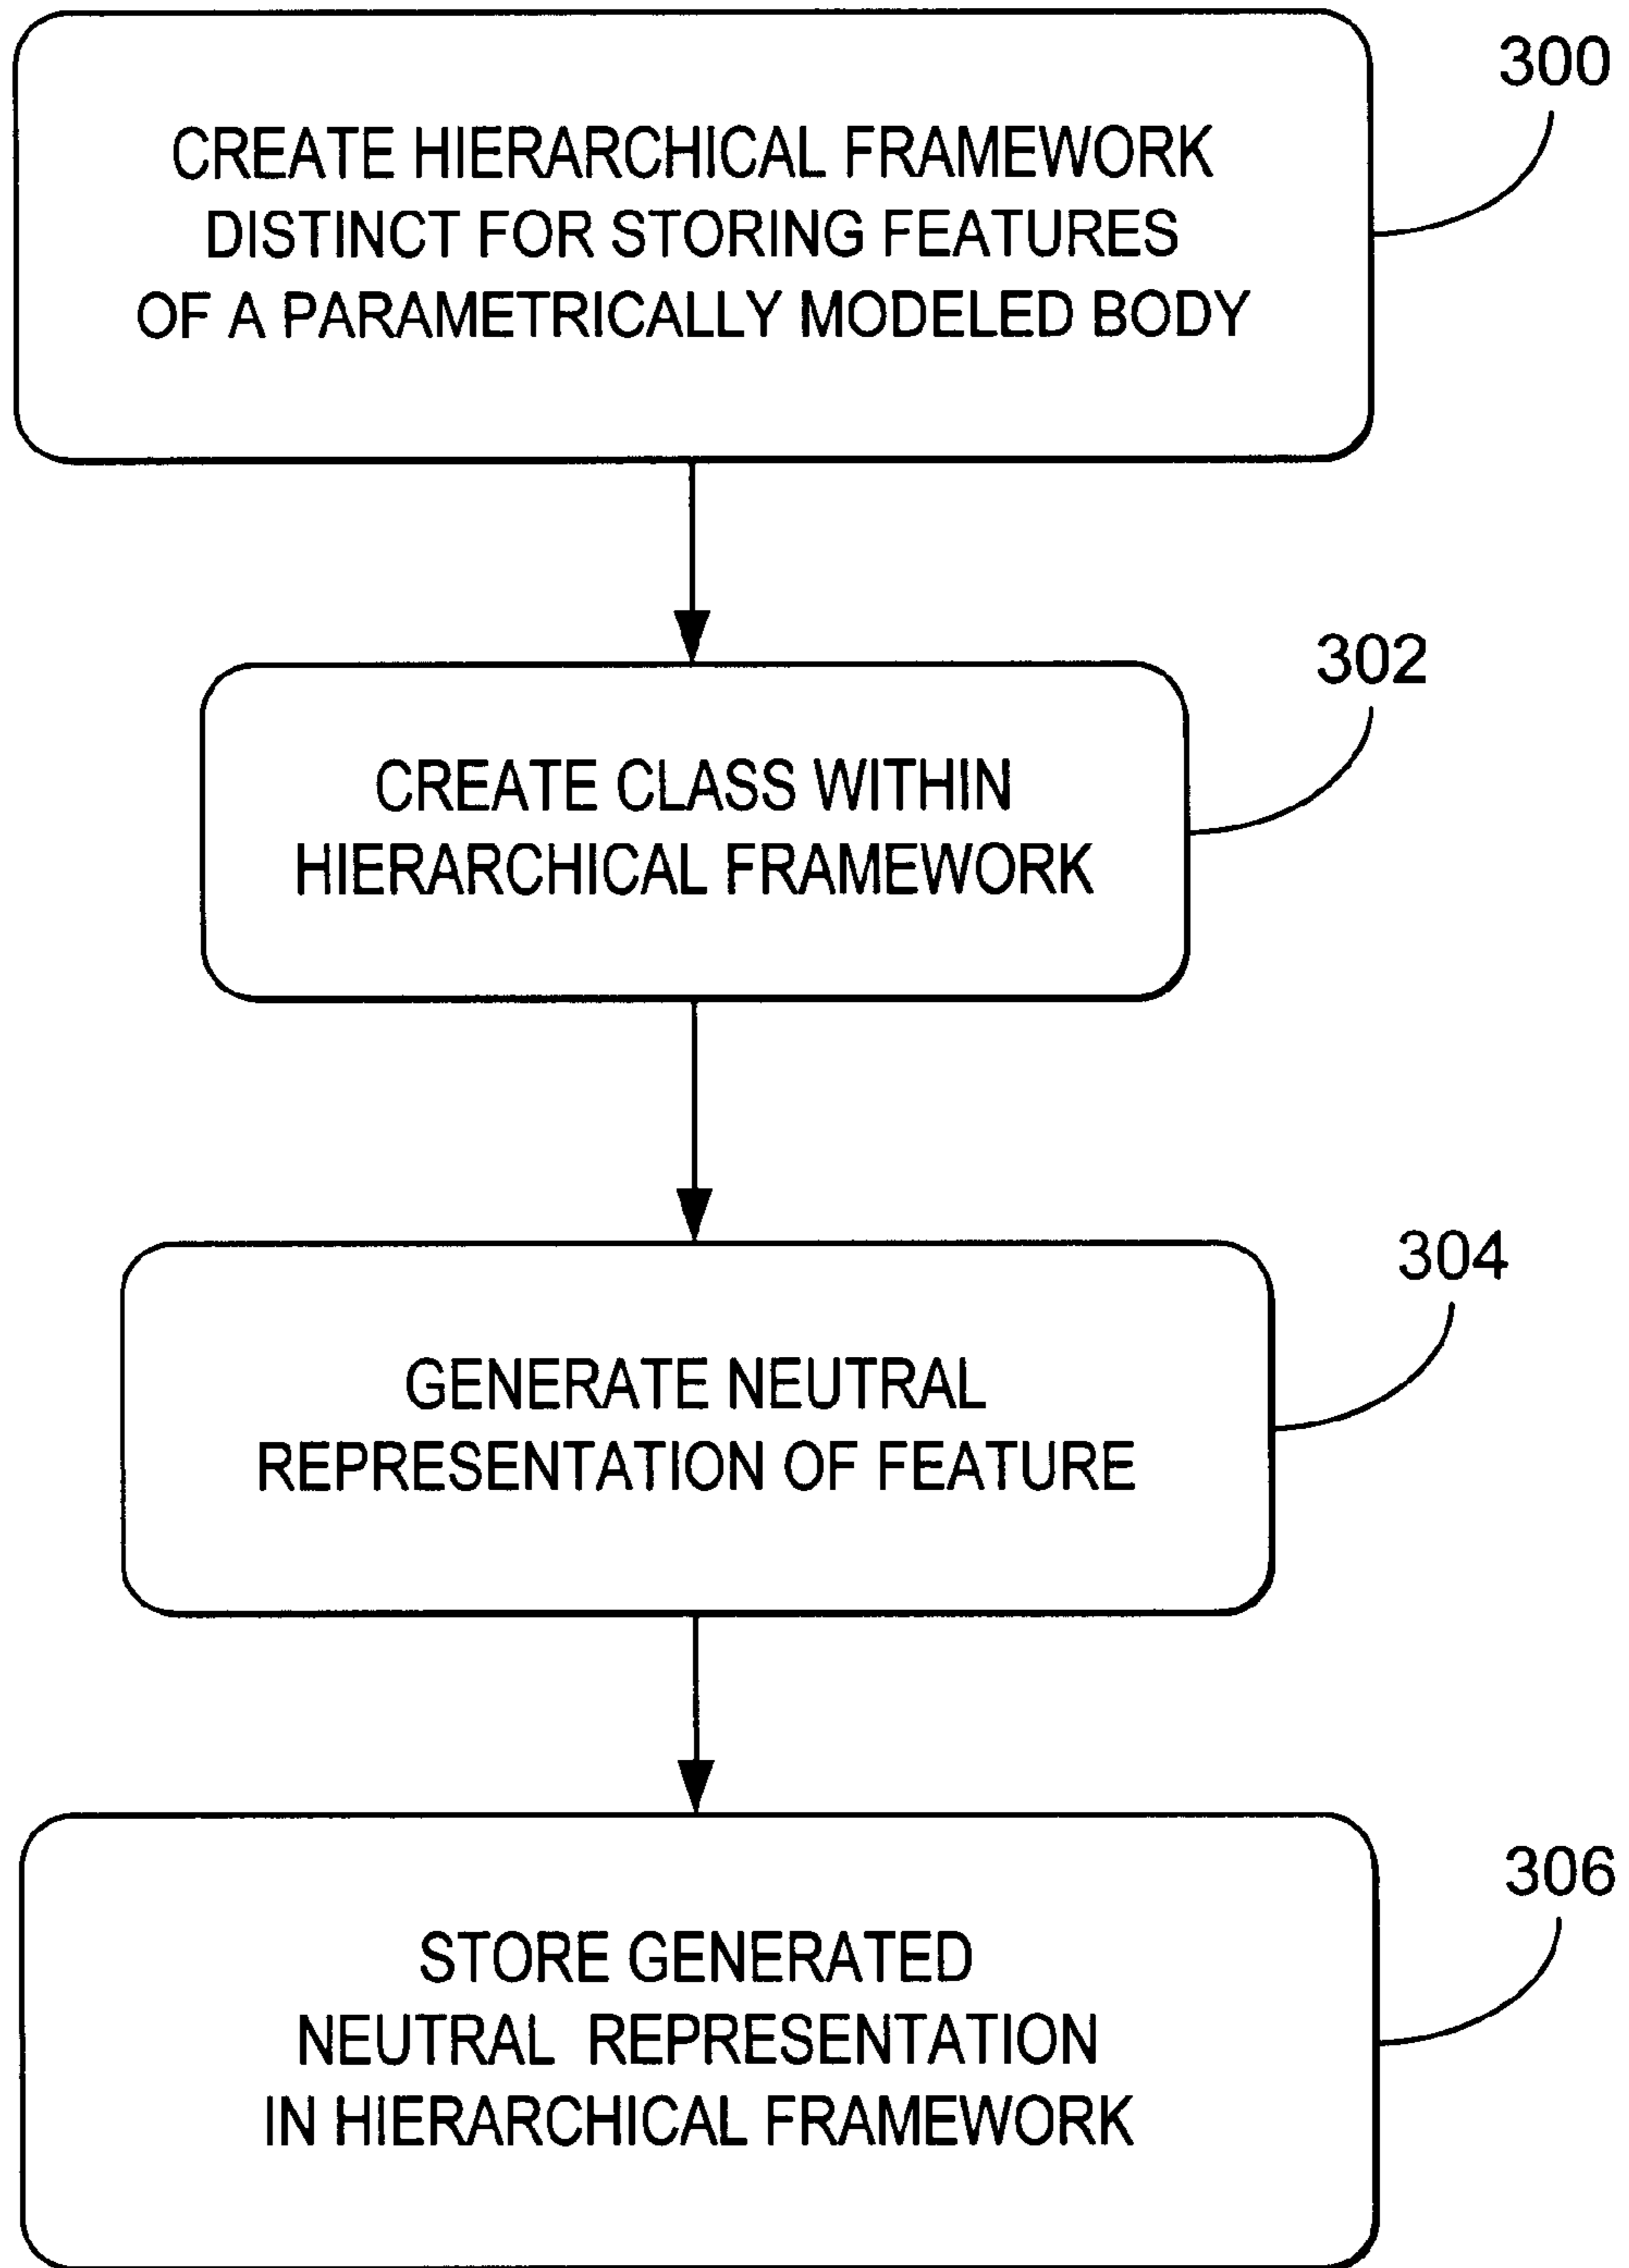 300
CREATE HIERARCHICAL FRAMEWORK
DISTINCT FOR STORING FEATURES
OF A PARAMETRICALLY MODELED BODY
302
CREATE CLASS WITHIN
HIERARCHICAL FRAMEWORK
304
GENERATE NEUTRAL
REPRESENTATION OF FEATURE
306
STORE GENERATED
NEUTRAL REPRESENTATION
IN HIERARCHICAL FRAMEWORK